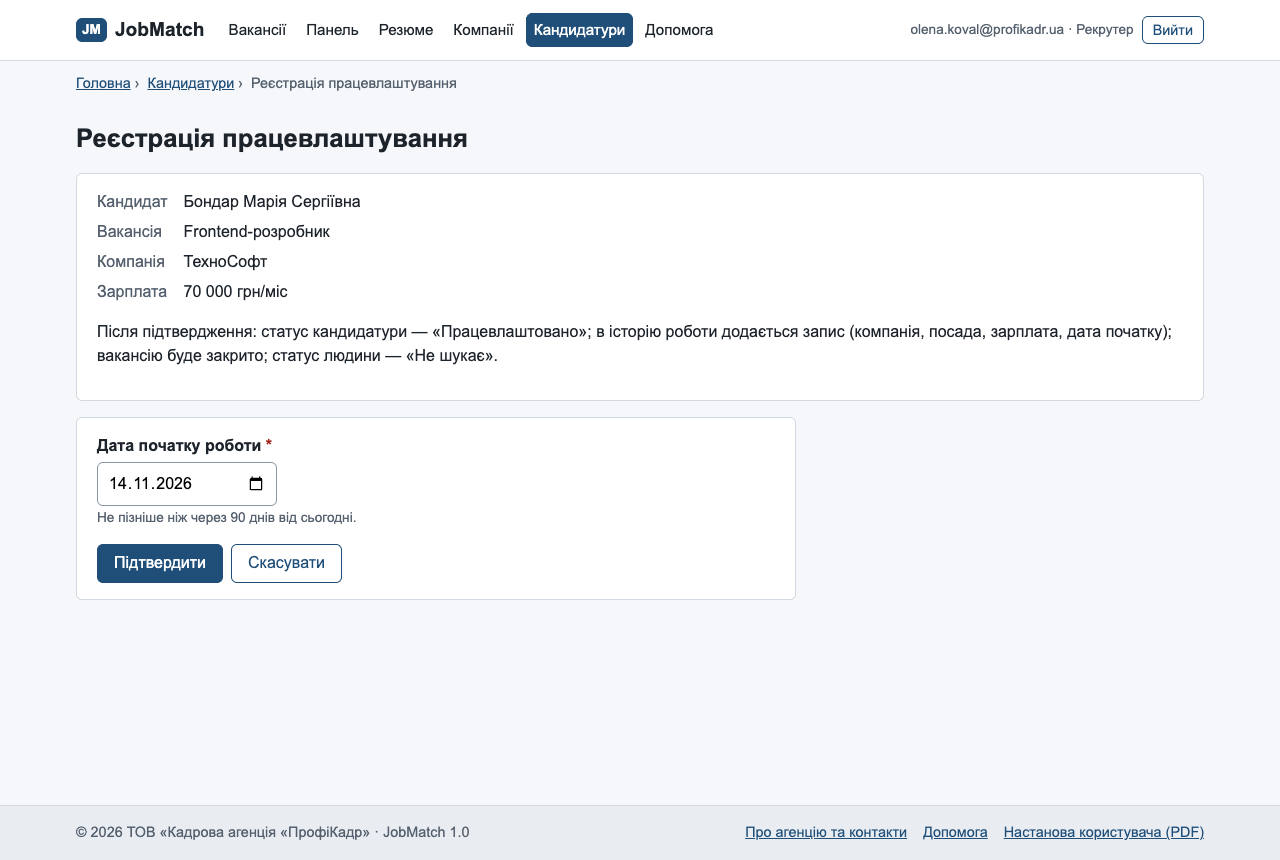 JM JobMatch Вакансії Панель Резюме Компанії Кандидатури Допомога olena.koval@profikadr.ua · Рекрутер Вийти
Головна › Кандидатури › Реєстрація працевлаштування
Реєстрація працевлаштування
Кандидат Бондар Марія Сергіївна
Вакансія Frontend-розробник
Компанія ТехноСофт
Зарплата 70 000 грн/міс
Після підтвердження: статус кандидатури — «Працевлаштовано»; в історію роботи додається запис (компанія, посада, зарплата, дата початку);
вакансію буде закрито; статус людини — «Не шукає».
Дата початку роботи *
14.11.2026
Не пізніше ніж через 90 днів від сьогодні.
Підтвердити Скасувати
© 2026 ТОВ «Кадрова агенція «ПрофіКадр» · JobMatch 1.0 Про агенцію та контакти Допомога Настанова користувача (PDF)